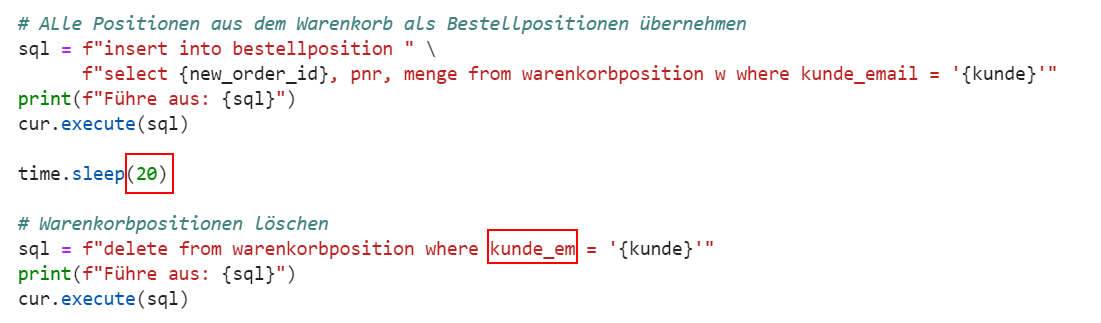 # ALle Positionen aus dem Warenkorb als Bestellpositionen übernehmen
sql = f"insert into bestellposition " \
f"select {new_order_id}, pnr, menge from warenkorbposition w where kunde_email = '{kunde}'"
print(f"Führe aus: {sql}")
cur.execute(sql)
time.sleep(20)
# Warenkorbpositionen löschen
sql = f"delete from warenkorbposition where kunde_em = '{kunde}'"
print(f"Führe aus: {sql}")
cur.execute(sql)